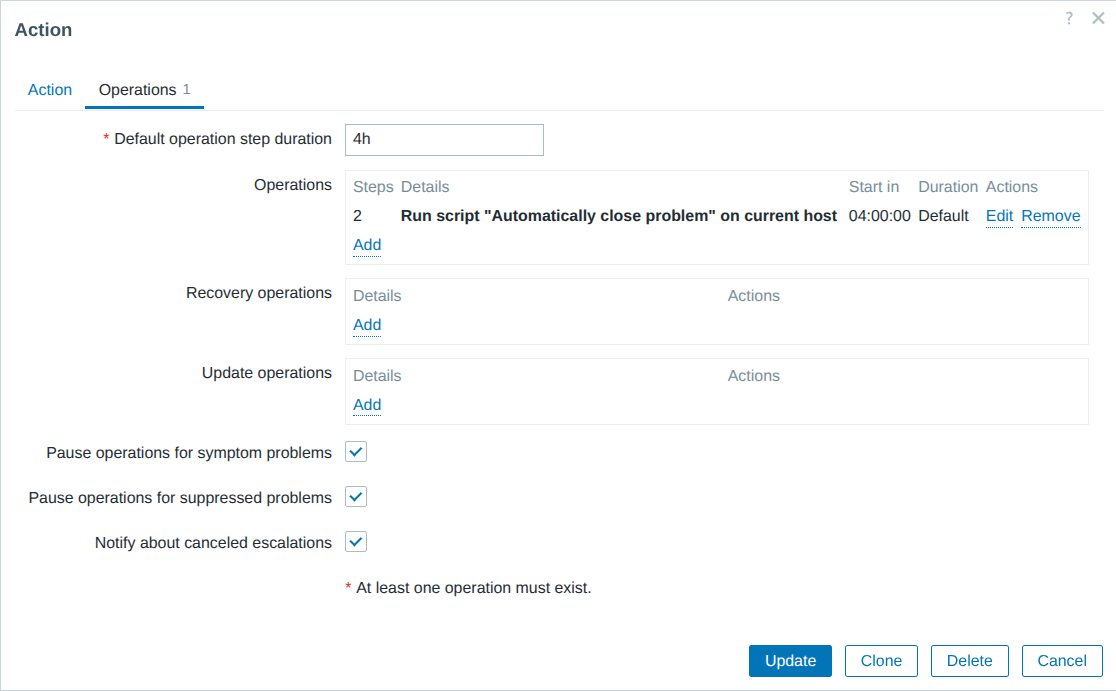 Action
?
Action Operations 1
* Default operation step duration 4h
Operations Steps Details Start in Duration Actions
2 Run script "Automatically close problem" on current host 04:00:00 Default Edit Remove
Add
Recovery operations Details Actions
Add
Update operations Details Actions
Add
Pause operations for symptom problems
Pause operations for suppressed problems
Notify about canceled escalations
* At least one operation must exist.
Update Clone Delete Cancel